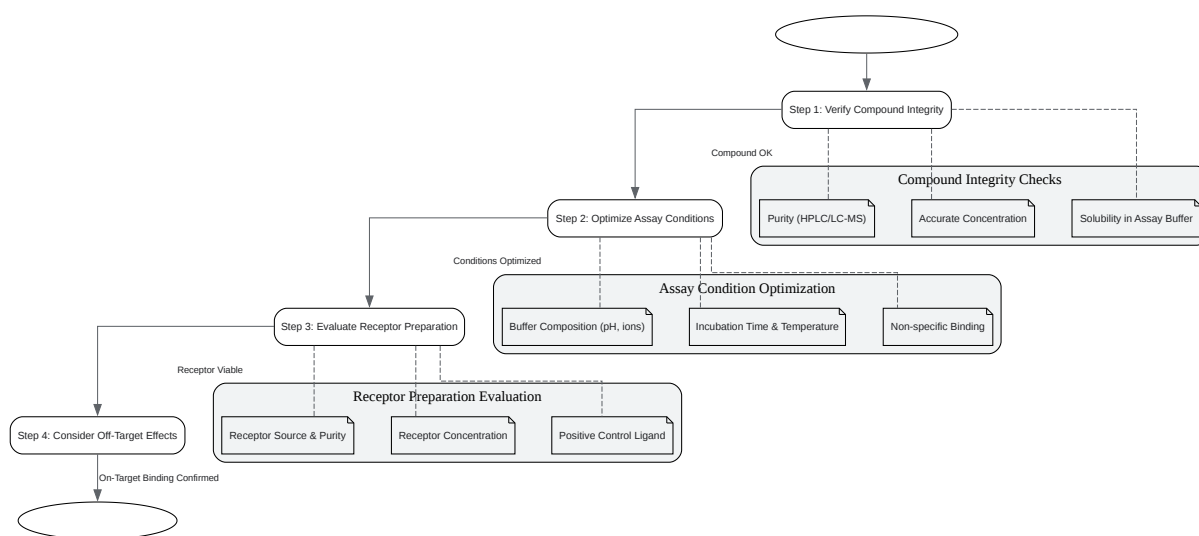 Step 1: Verify Compound Integrity
Compound OK
Compound Integrity Checks
Purity (HPLC/LC-MS)
Accurate Concentration
Solubility in Assay Buffer
Step 2: Optimize Assay Conditions
Conditions Optimized
Assay Condition Optimization
Buffer Composition (pH, ions)
Incubation Time & Temperature
Non-specific Binding
Step 3: Evaluate Receptor Preparation
Receptor Viable
Receptor Preparation Evaluation
Receptor Source & Purity
Receptor Concentration
Positive Control Ligand
Step 4: Consider Off-Target Effects
On-Target Binding Confirmed